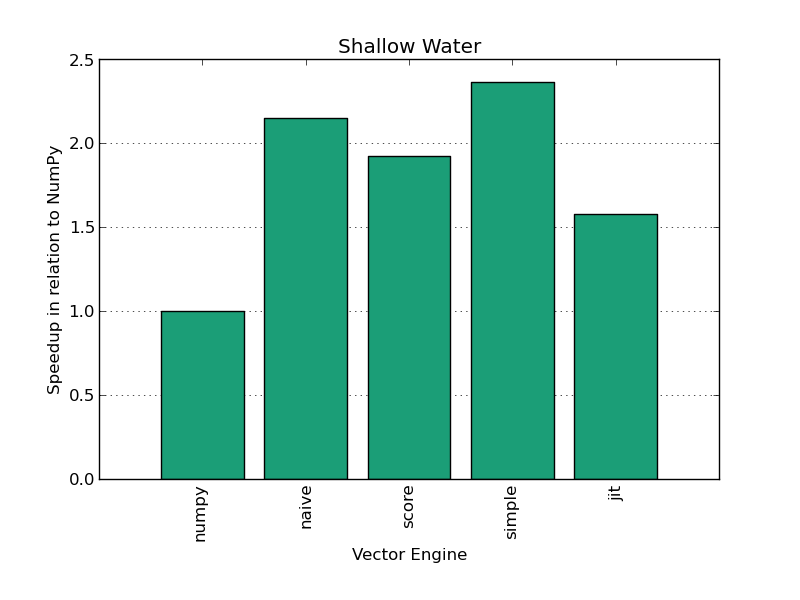 Shallow Water
Speedup in relation to NumPy
2.5
2.0
1.5
1.0
0.5
0.0
numpy
naive
score
simple
jit
Vector Engine